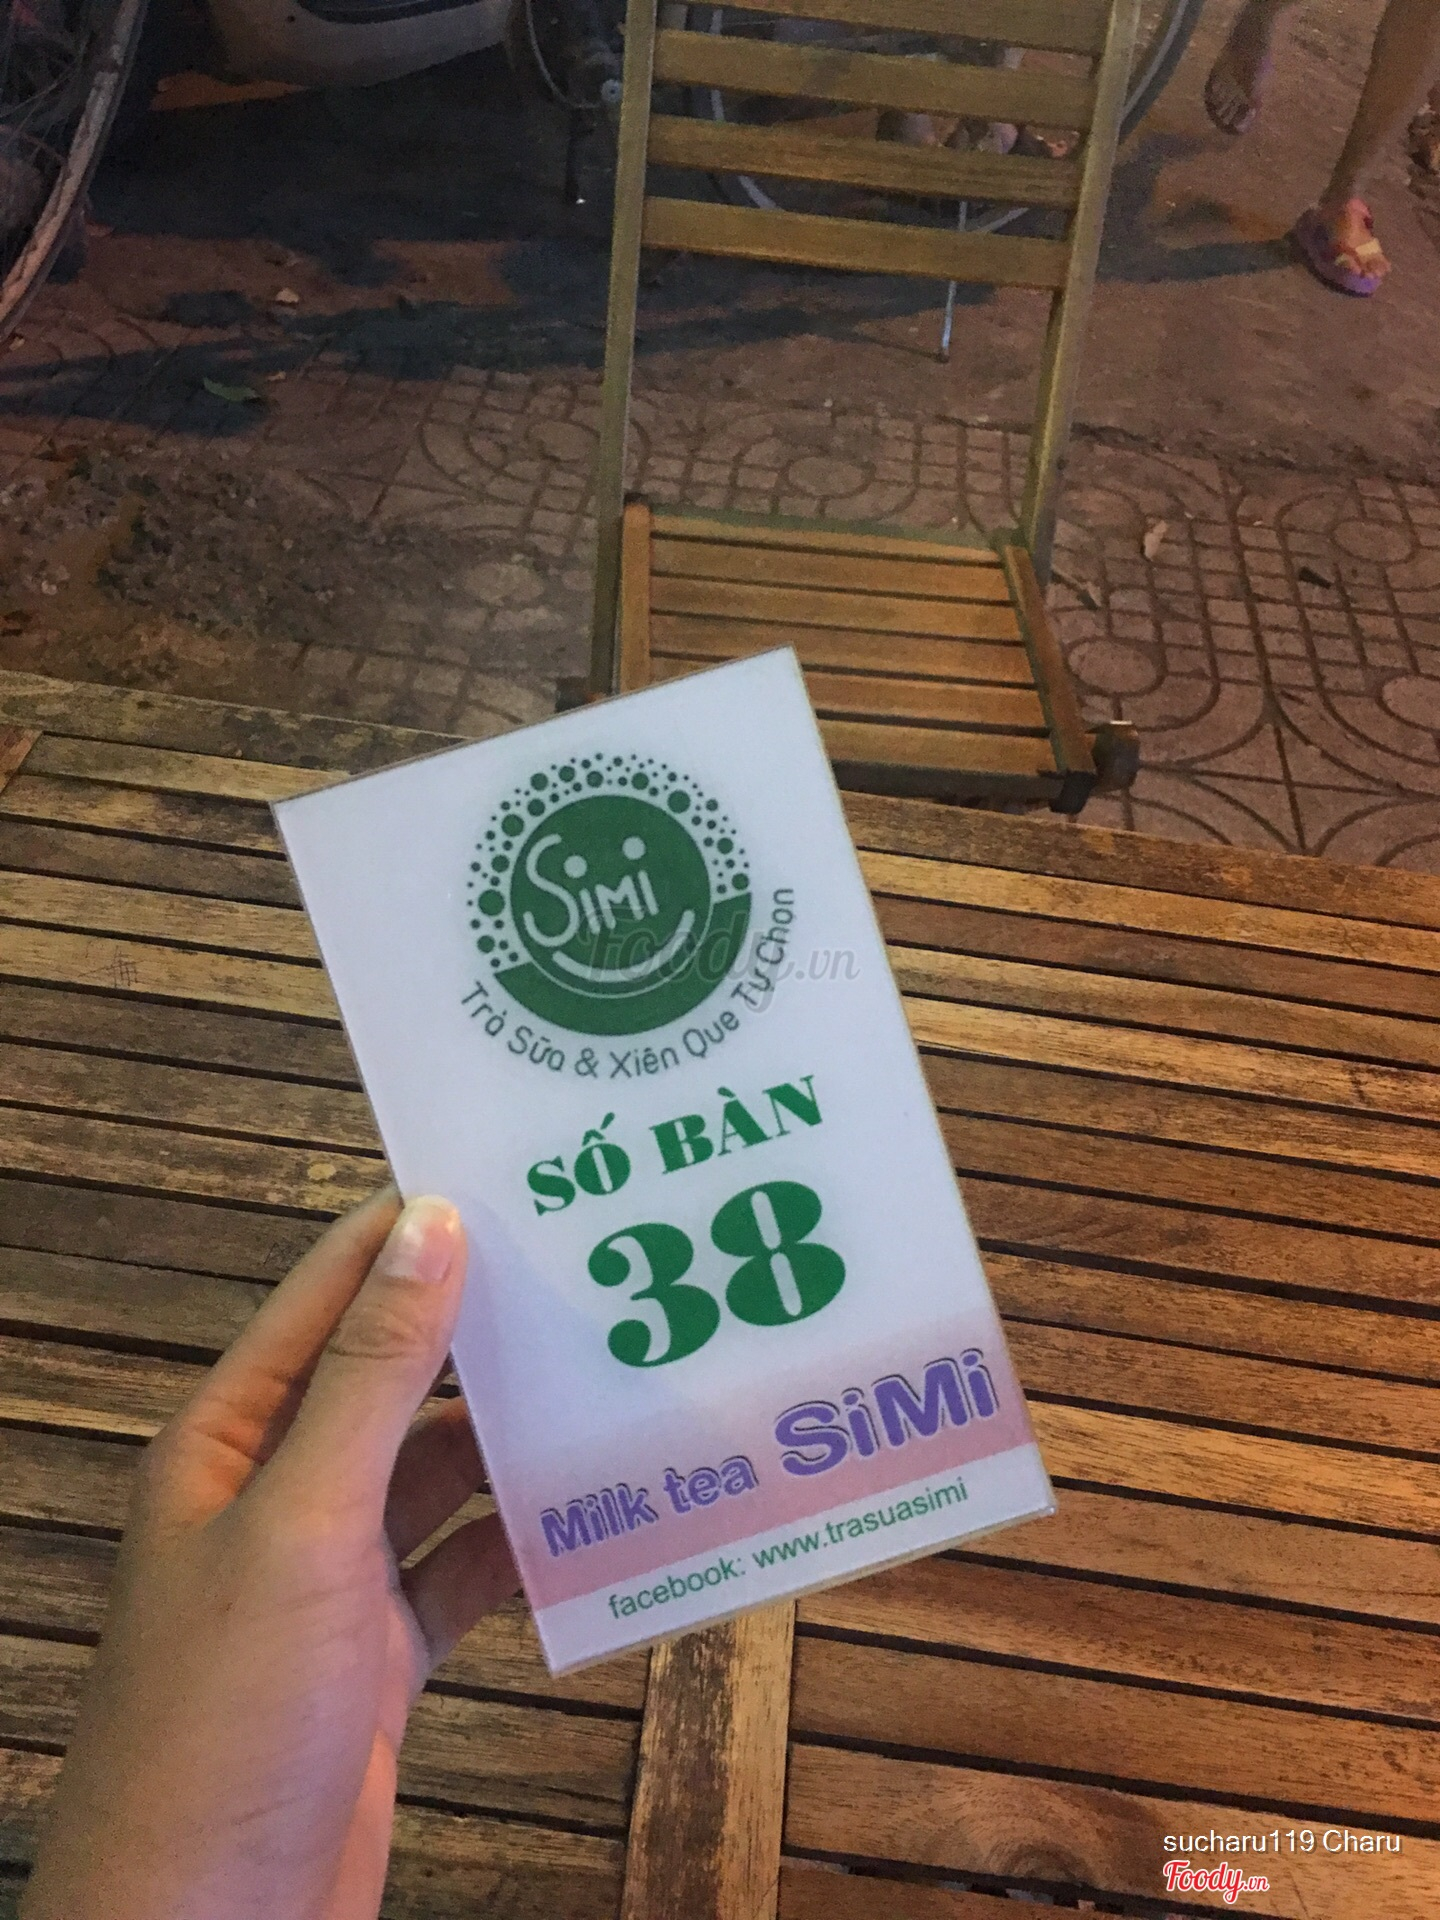 SiMi
Trà Sữa & Xiên Que Tự Chọn
SỐ BÀN
38
Milk tea SiMi
facebook: www.trasuasimi
Foody.vn
sucharu119 Charu
Foody.vn